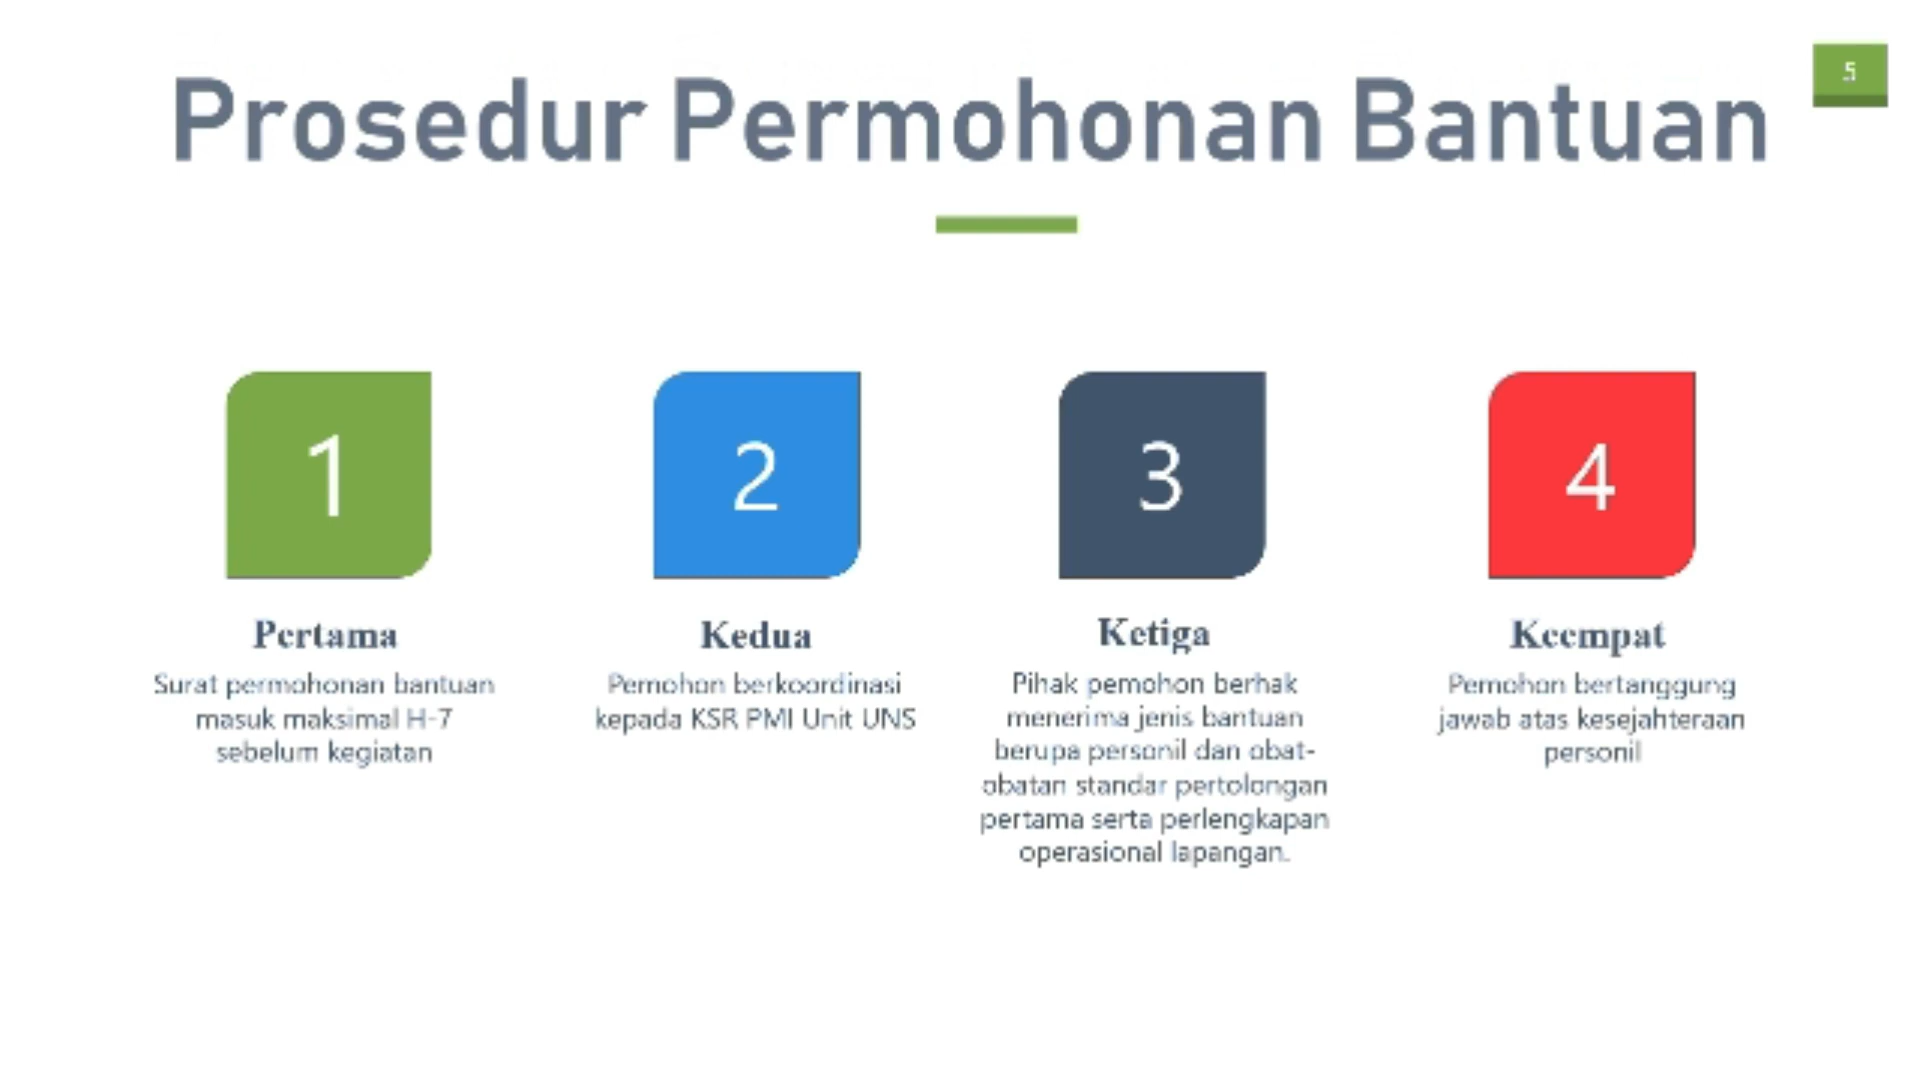 Prosedur Permohonan Bantuan
5
1
2
3
4
Pertama
Surat permohonan bantuan
masuk maksimal H-7
sebelum kegiatan
Kedua
Pemohon berkoordinasi
kepada KSR PMI Unit UNS
Ketiga
Pihak pemohon berhak
menerima jenis bantuan
berupa personil dan obat-
obatan standar pertolongan
pertama serta perlengkapan
operasional lapangan.
Keempat
Pemohon bertanggung
jawab atas kesejahteraan
personil